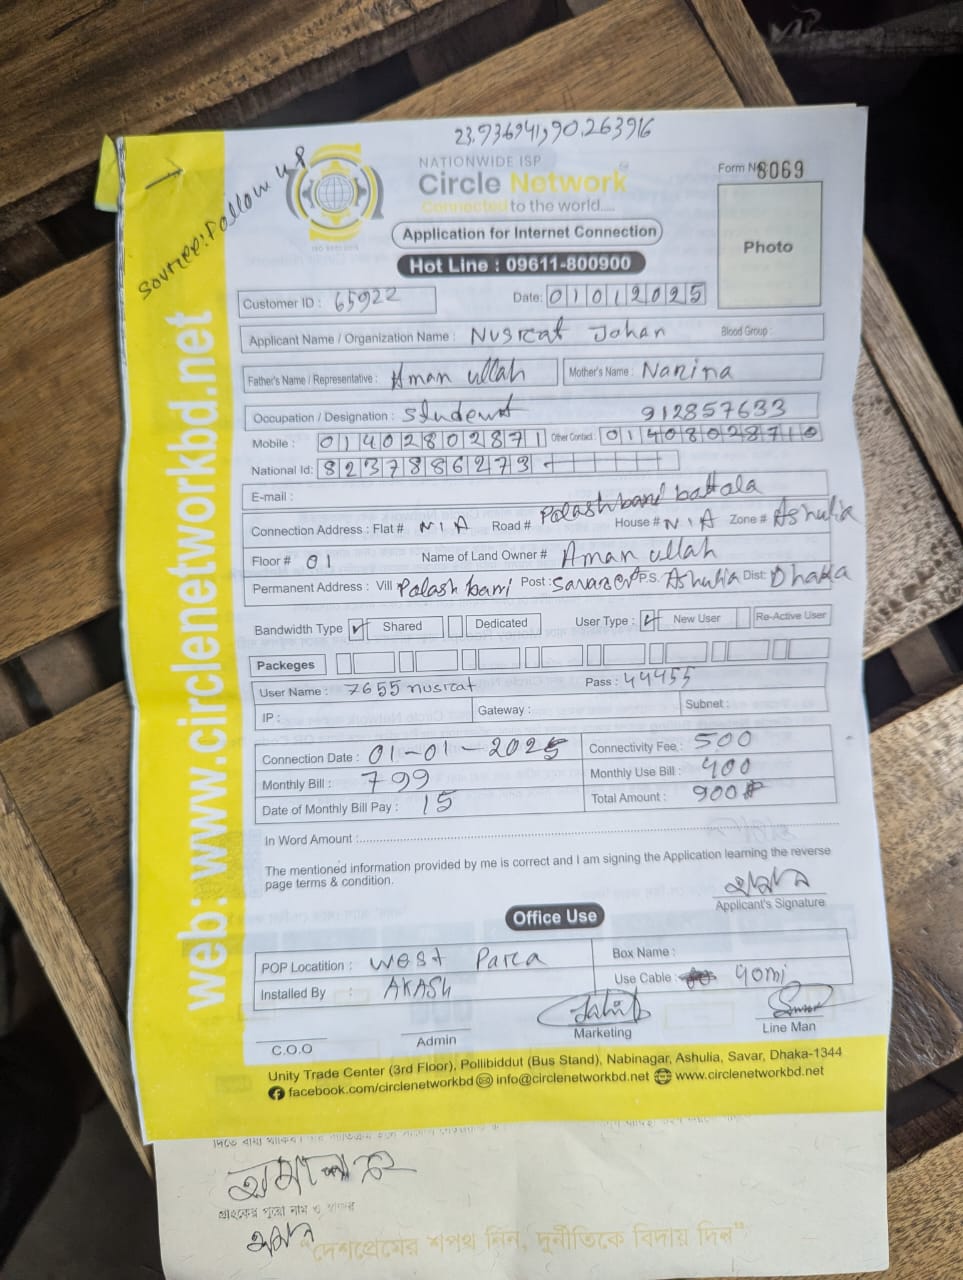 23.936941,90.263916
Source: Follow up
NATIONWIDE ISP
Circle Network
Connected to the world.....
Form No 8069
Application for Internet Connection
Photo
Hot Line : 09611-800900
Customer ID : 65922
Date: 01012025
Applicant Name / Organization Name : Nusrat Johan Blood Group :
Father's Name / Representative : Aman ullah Mother's Name : Nanina
Occupation / Designation : Student 912857633
Mobile : 01402802871 Other Contact : 01408028710
National Id: 8237886273
E-mail :
Connection Address : Flat # N/A Road # Palashbari battala House # N/A Zone # Ashulia
Floor # 01 Name of Land Owner # Aman ullah
Permanent Address : Vill Palash bari Post : P.S. Ashulia Dist: Dhaka
Bandwidth Type Shared Dedicated User Type : New User Re-Active User
Packeges
User Name : 7655nusrat Pass : 44455
IP : Gateway : Subnet :
Connection Date : 01-01-2025 Connectivity Fee : 500
Monthly Bill : 799 Monthly Use Bill : 400
Date of Monthly Bill Pay : 15 Total Amount : 900
In Word Amount :
The mentioned information provided by me is correct and I am signing the Application learning the reverse
page terms & condition.
Applicant's Signature
Office Use
POP Locatition : West Para Box Name :
Installed By : AKASH Use Cable : 40mi
C.O.O Admin Marketing Line Man
Unity Trade Center (3rd Floor), Pollibiddut (Bus Stand), Nabinagar, Ashulia, Savar, Dhaka-1344
facebook.com/circlenetworkbd info@circlenetworkbd.net www.circlenetworkbd.net
web: www.circlenetworkbd.net
গ্রাহকের পুরো নাম ও
"দেশপ্রেমের শপথ নিন, দুর্নীতিকে বিদায় দিন"